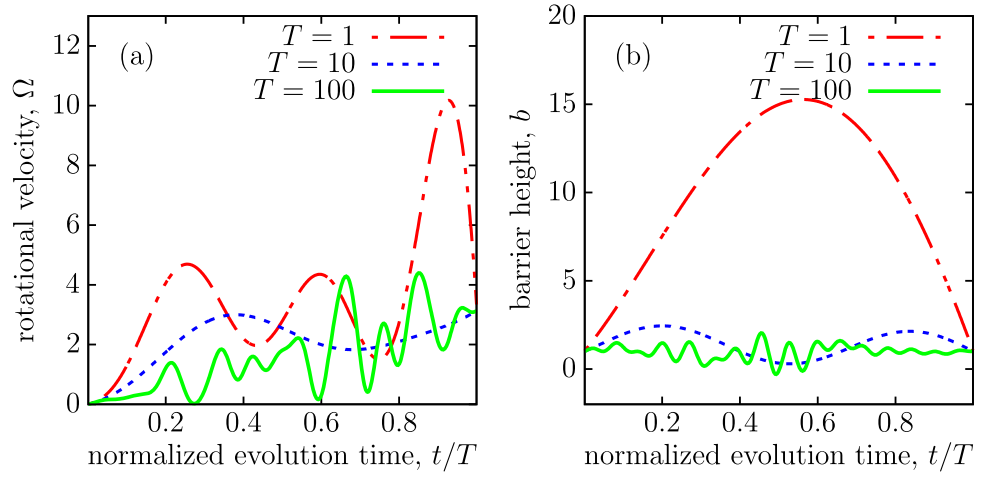 (a)
T = 1
T = 10
T = 100
rotational velocity, Ω
12
10
8
6
4
2
0
0.2 0.4 0.6 0.8
normalized evolution time, t/T
(b)
T = 1
T = 10
T = 100
barrier height, b
20
15
10
5
0
0.2 0.4 0.6 0.8
normalized evolution time, t/T